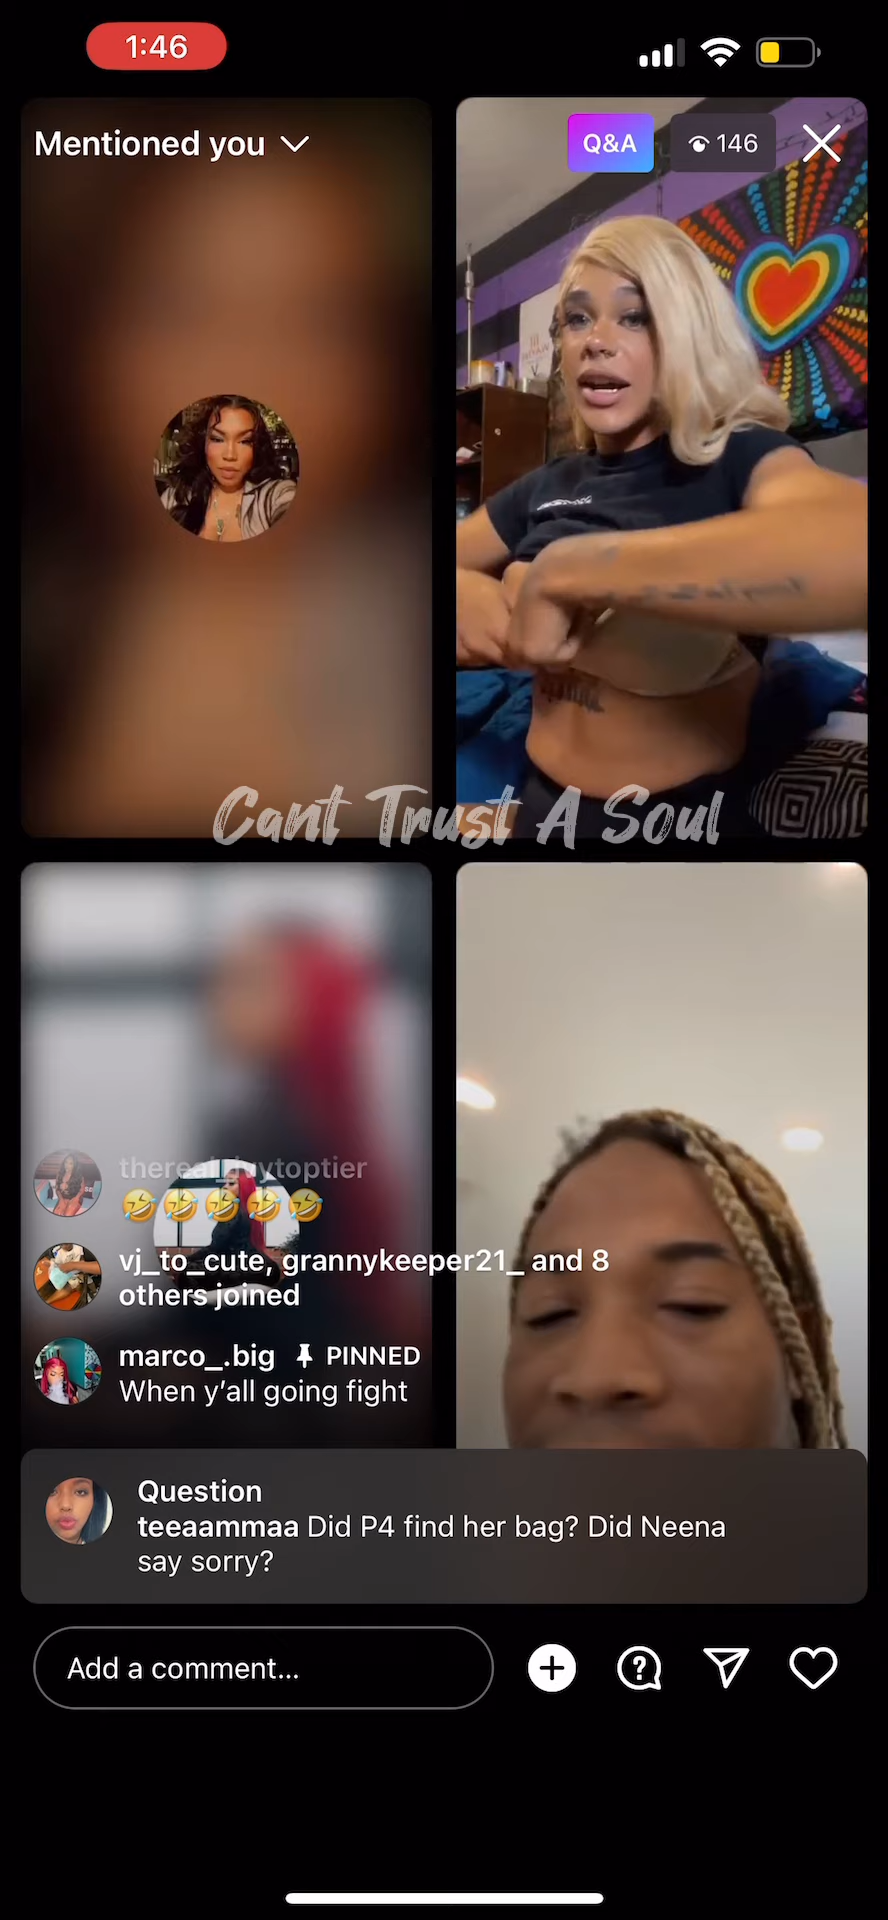 1:46
Mentioned you
Q&A
146
Cant Trust A Soul
🤣🤣🤣🤣🤣
vj_to_cute, grannykeeper21_ and 8
others joined
marco_.big PINNED
When y'all going fight
Question
teeaammaa Did P4 find her bag? Did Neena
say sorry?
Add a comment...